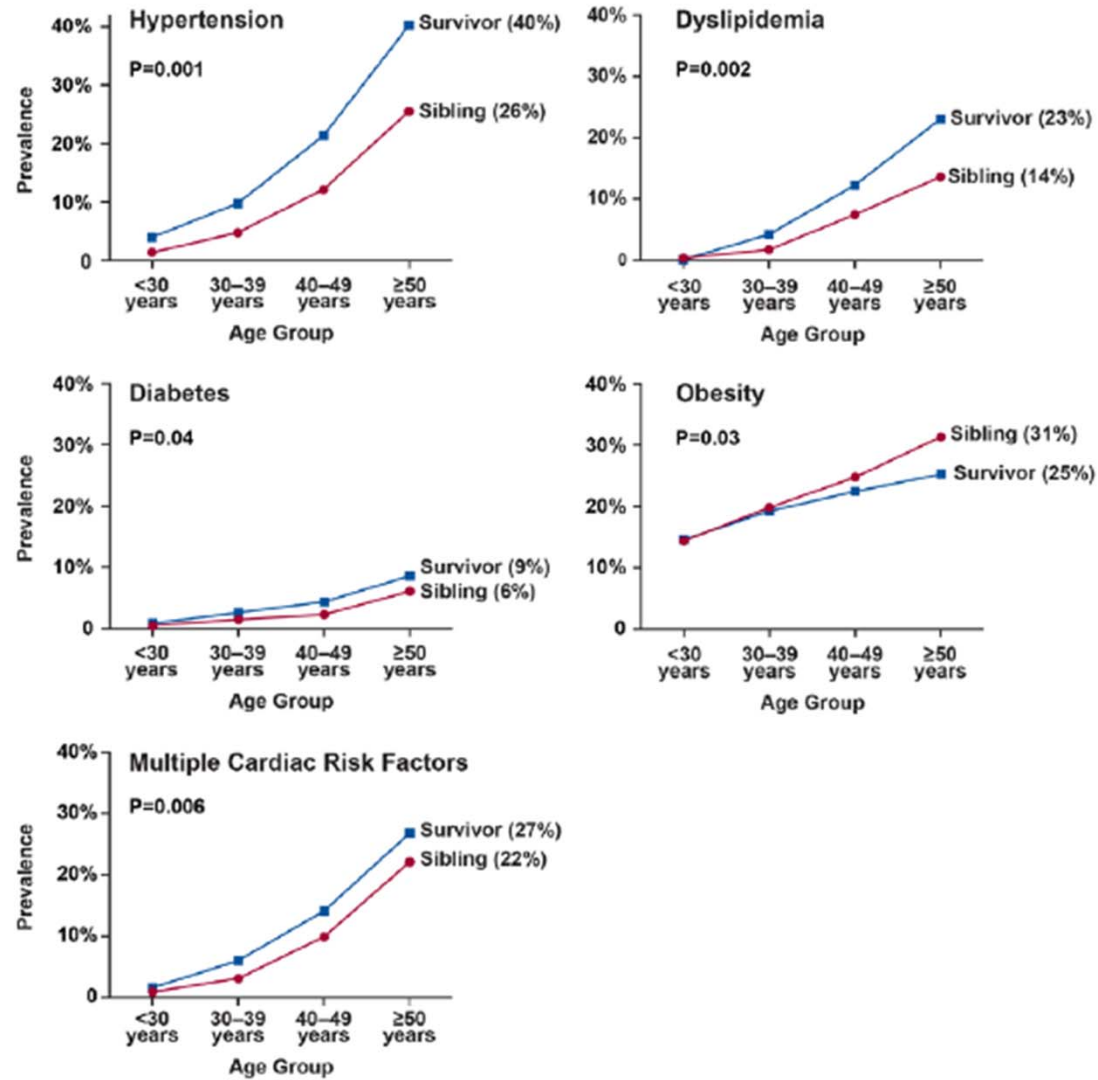 Hypertension
P=0.001
Prevalence
40%
30%
20%
10%
0
Survivor (40%)
Sibling (26%)
<30 years
30–39 years
40–49 years
≥50 years
Age Group
Dyslipidemia
P=0.002
40%
30%
20%
10%
0
Survivor (23%)
Sibling (14%)
<30 years
30–39 years
40–49 years
≥50 years
Age Group
Diabetes
P=0.04
Prevalence
40%
30%
20%
10%
0
Survivor (9%)
Sibling (6%)
<30 years
30–39 years
40–49 years
≥50 years
Age Group
Obesity
P=0.03
40%
30%
20%
10%
0
Sibling (31%)
Survivor (25%)
<30 years
30–39 years
40–49 years
≥50 years
Age Group
Multiple Cardiac Risk Factors
P=0.006
Prevalence
40%
30%
20%
10%
0
Survivor (27%)
Sibling (22%)
<30 years
30–39 years
40–49 years
≥50 years
Age Group